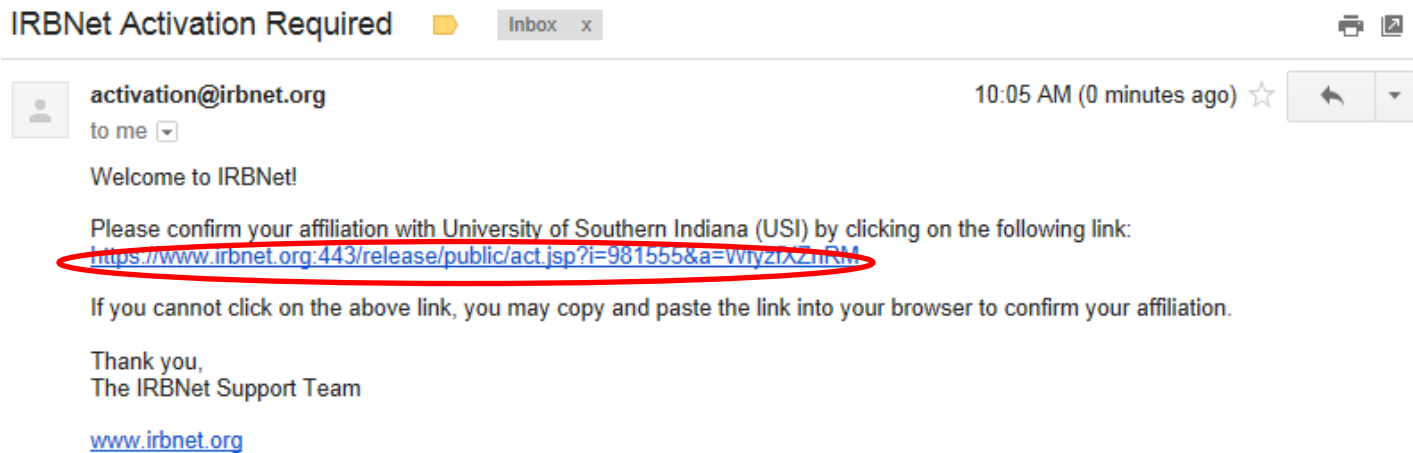 IRBNet Activation Required
Inbox x
activation@irbnet.org
10:05 AM (0 minutes ago)
to me
Welcome to IRBNet!
Please confirm your affiliation with University of Southern Indiana (USI) by clicking on the following link:
https://www.irbnet.org:443/release/public/act.jsp?i=981555&a=
If you cannot click on the above link, you may copy and paste the link into your browser to confirm your affiliation.
Thank you,
The IRBNet Support Team
www.irbnet.org